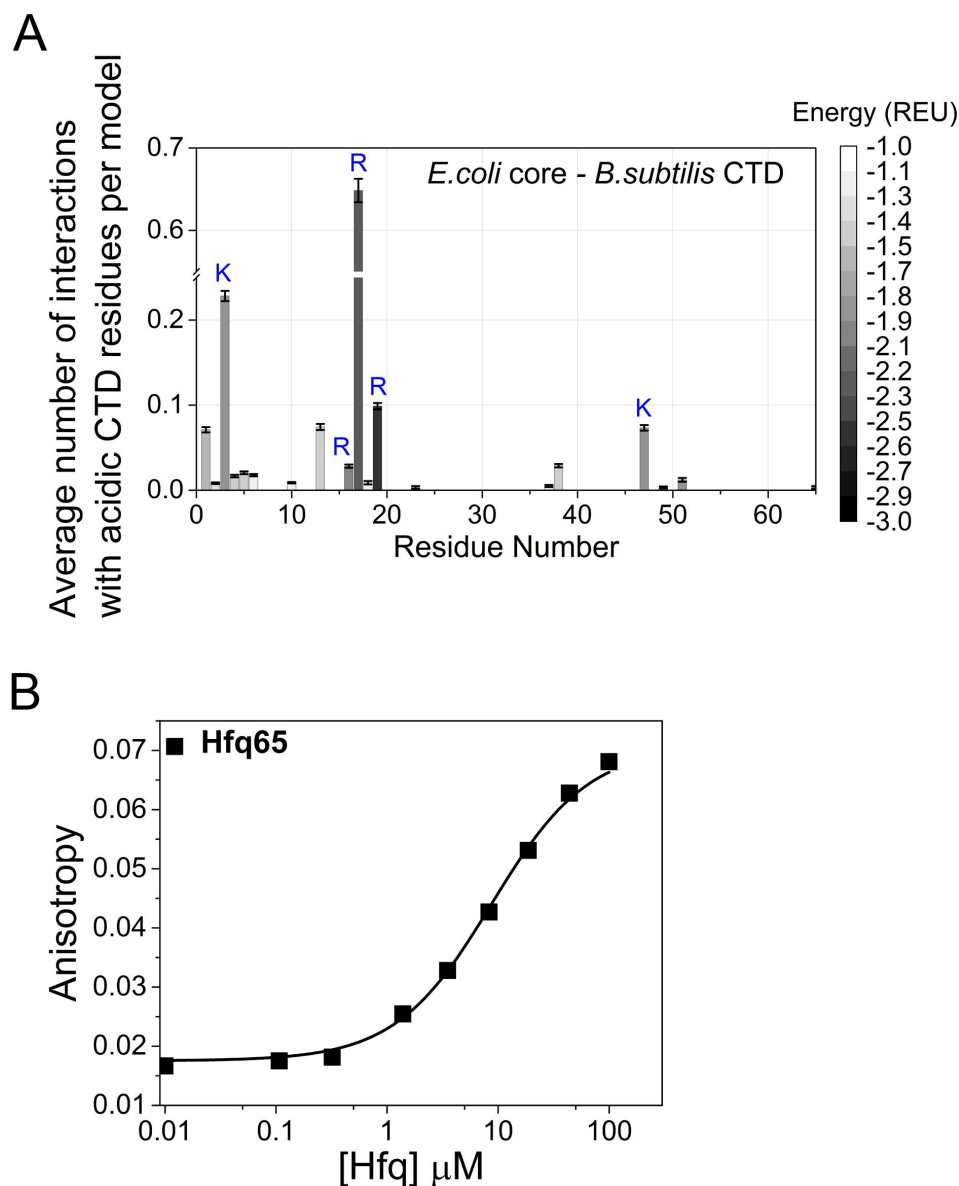 A
Average number of interactions
with acidic CTD residues per model
Energy (REU)
0.7
0.6
0.2
0.1
0.0
E.coli core - B.subtilis CTD
K
R
R
R
K
0 10 20 30 40 50 60
Residue Number
-1.0
-1.1
-1.3
-1.4
-1.5
-1.7
-1.8
-1.9
-2.1
-2.2
-2.3
-2.5
-2.6
-2.7
-2.9
-3.0
B
Anisotropy
Hfq65
0.07
0.06
0.05
0.04
0.03
0.02
0.01
0.01 0.1 1 10 100
[Hfq] μM